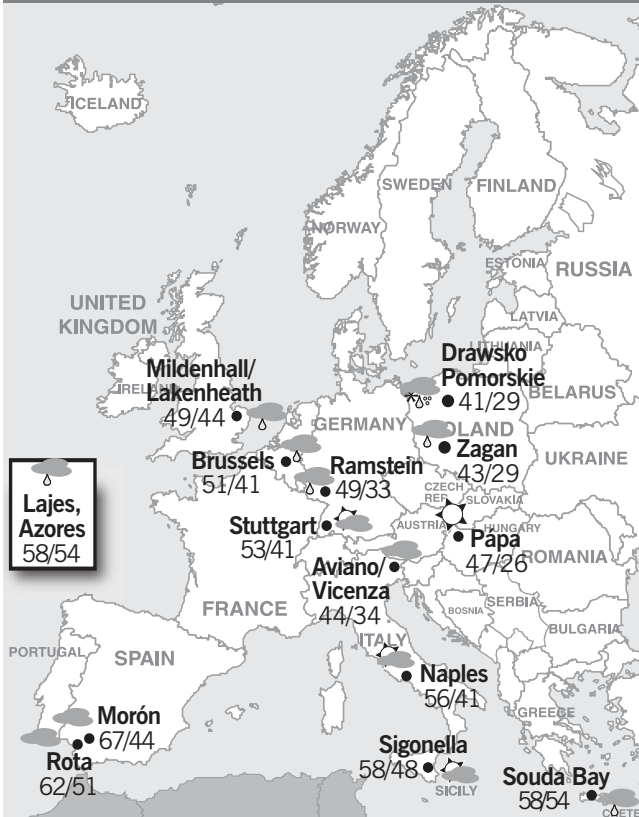 ICELAND
SWEDEN
FINLAND
NORWAY
ESTONIA
RUSSIA
UNITED
KINGDOM
LATVIA
LITHUANIA
Drawsko
Pomorskie
41/29
BELARUS
Mildenhall/
Lakenheath
49/44
IRELAND
GERMANY
POLAND
Zagan
43/29
UKRAINE
Brussels
51/41
Ramstein
49/33
Lajes,
Azores
58/54
CZECH
REP.
SLOVAKIA
Stuttgart
53/41
AUSTRIA
HUNGARY
Pápa
47/26
ROMANIA
Aviano/
Vicenza
44/34
FRANCE
BOSNIA
SERBIA
BULGARIA
ITALY
PORTUGAL
SPAIN
Naples
56/41
GREECE
Morón
67/44
Rota
62/51
Sigonella
58/48
SICILY
Souda Bay
58/54
CRETE